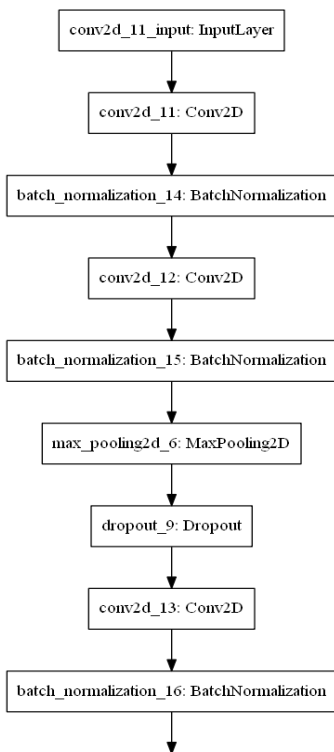 conv2d_11_input: InputLayer
conv2d_11: Conv2D
batch_normalization_14: BatchNormalization
conv2d_12: Conv2D
batch_normalization_15: BatchNormalization
max_pooling2d_6: MaxPooling2D
dropout_9: Dropout
conv2d_13: Conv2D
batch_normalization_16: BatchNormalization